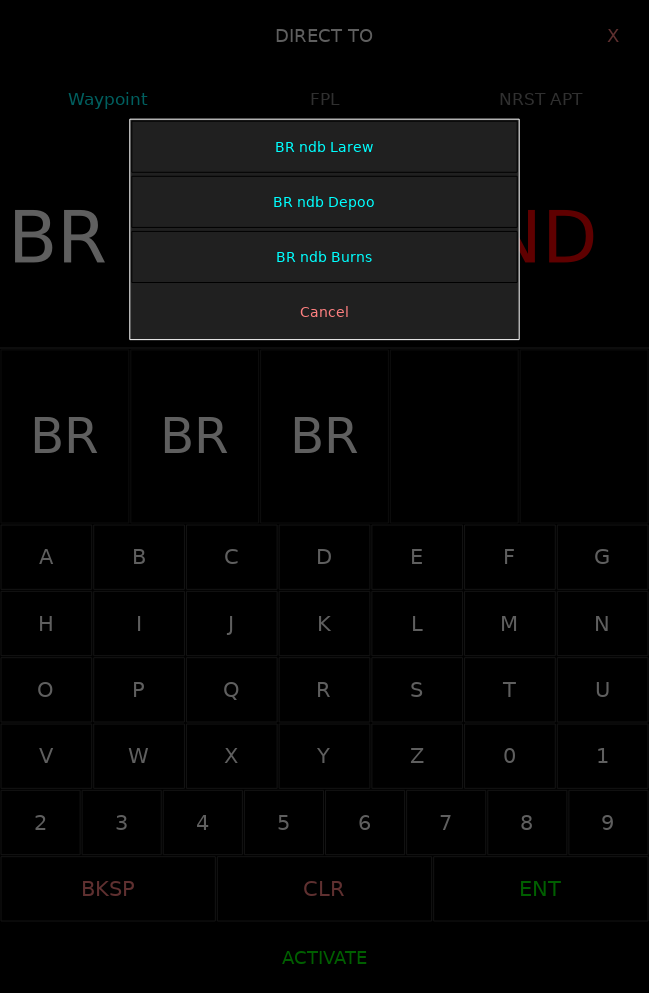 DIRECT TO X
Waypoint FPL NRST APT
BR ndb Larew
BR ndb Depoo
BR ndb Burns
Cancel
BR ND
BR BR BR
A B C D E F G
H I J K L M N
O P Q R S T U
V W X Y Z 0 1
2 3 4 5 6 7 8 9
BKSP CLR ENT
ACTIVATE